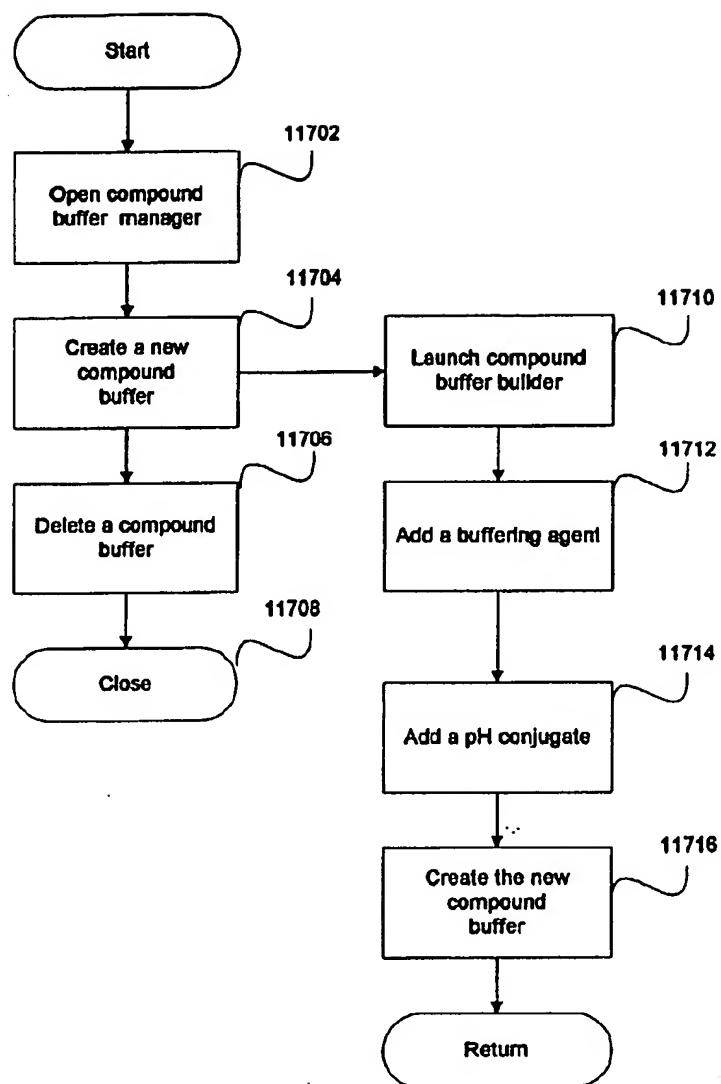 Start
11702
Open compound
buffer manager
11704
Create a new
compound
buffer
11706
Delete a compound
buffer
11708
Close
11710
Launch compound
buffer builder
11712
Add a buffering agent
11714
Add a pH conjugate
11716
Create the new
compound
buffer
Return